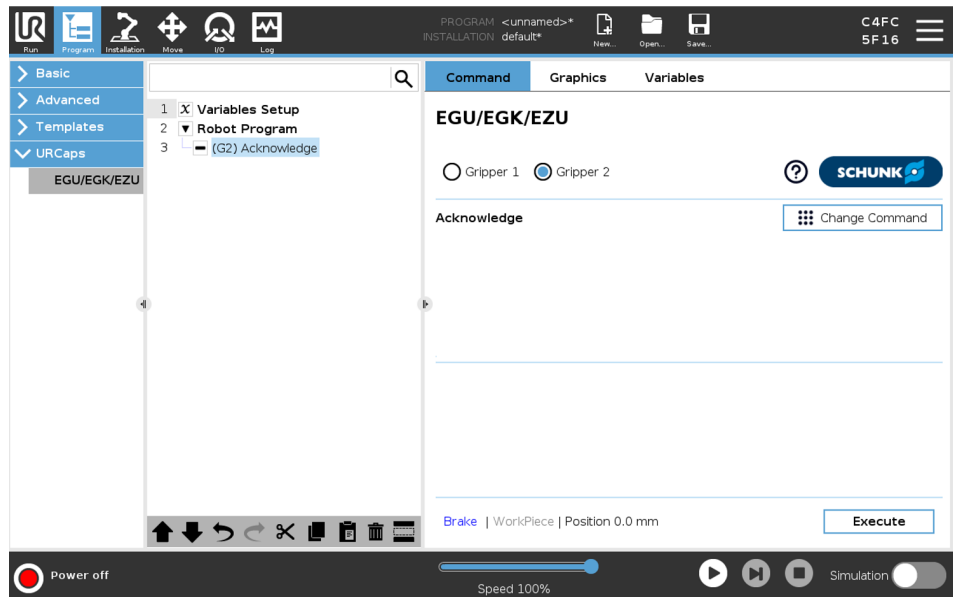 PROGRAM <unnamed>*
INSTALLATION default*
C4FC
5F16
Run Program Installation Move I/O Log New... Open... Save...
Basic
Advanced
Templates
URCaps
EGU/EGK/EZU
1 X Variables Setup
2 Robot Program
3 (G2) Acknowledge
Command Graphics Variables
EGU/EGK/EZU
Gripper 1 Gripper 2 ? SCHUNK
Acknowledge Change Command
Brake | WorkPiece | Position 0.0 mm Execute
Power off
Speed 100%
Simulation